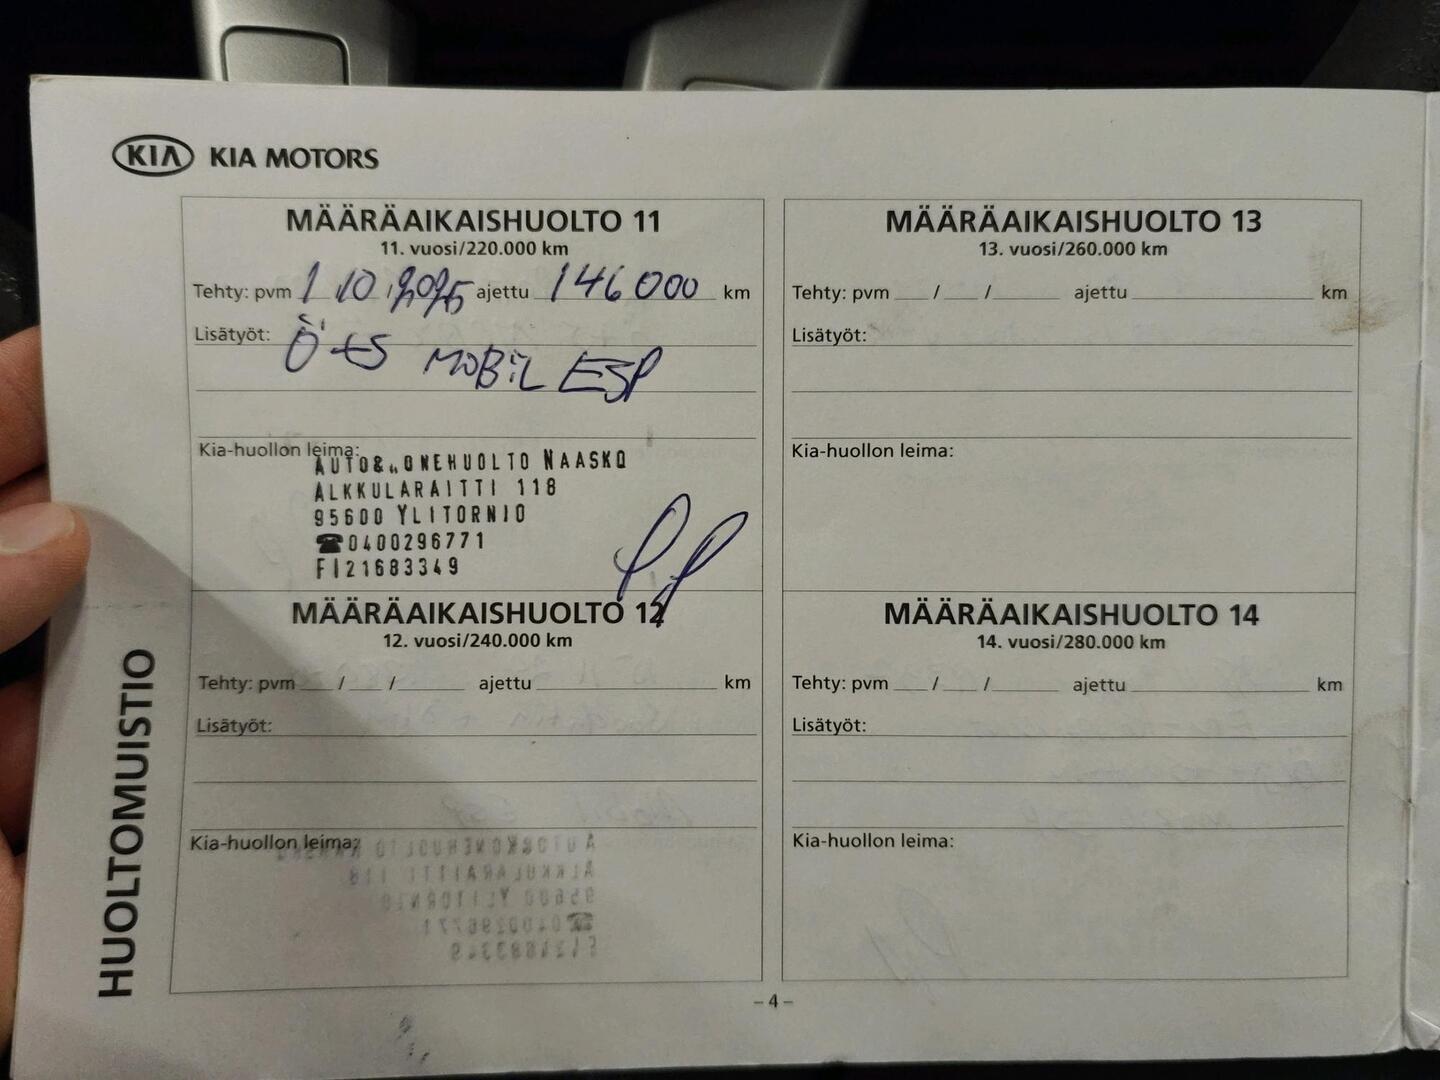 KIA KIA MOTORS
MÄÄRÄAIKAISHUOLTO 11
11. vuosi/220.000 km
Tehty: pvm 1.10.2025 ajettu 146000 km
Lisätyöt:
Ö+S MOBIL ESP
Kia-huollon leima:
AUTO& ONEHUOLTO NAASKO
ALKKULARAITTI 118
95600 YLITORNIO
☎0400296771
FI21683349
MÄÄRÄAIKAISHUOLTO 12
12. vuosi/240.000 km
Tehty: pvm / / ajettu km
Lisätyöt:
Kia-huollon leima:
MÄÄRÄAIKAISHUOLTO 13
13. vuosi/260.000 km
Tehty: pvm / / ajettu km
Lisätyöt:
Kia-huollon leima:
MÄÄRÄAIKAISHUOLTO 14
14. vuosi/280.000 km
Tehty: pvm / / ajettu km
Lisätyöt:
Kia-huollon leima:
HUOLTOMUISTIO
– 4 –